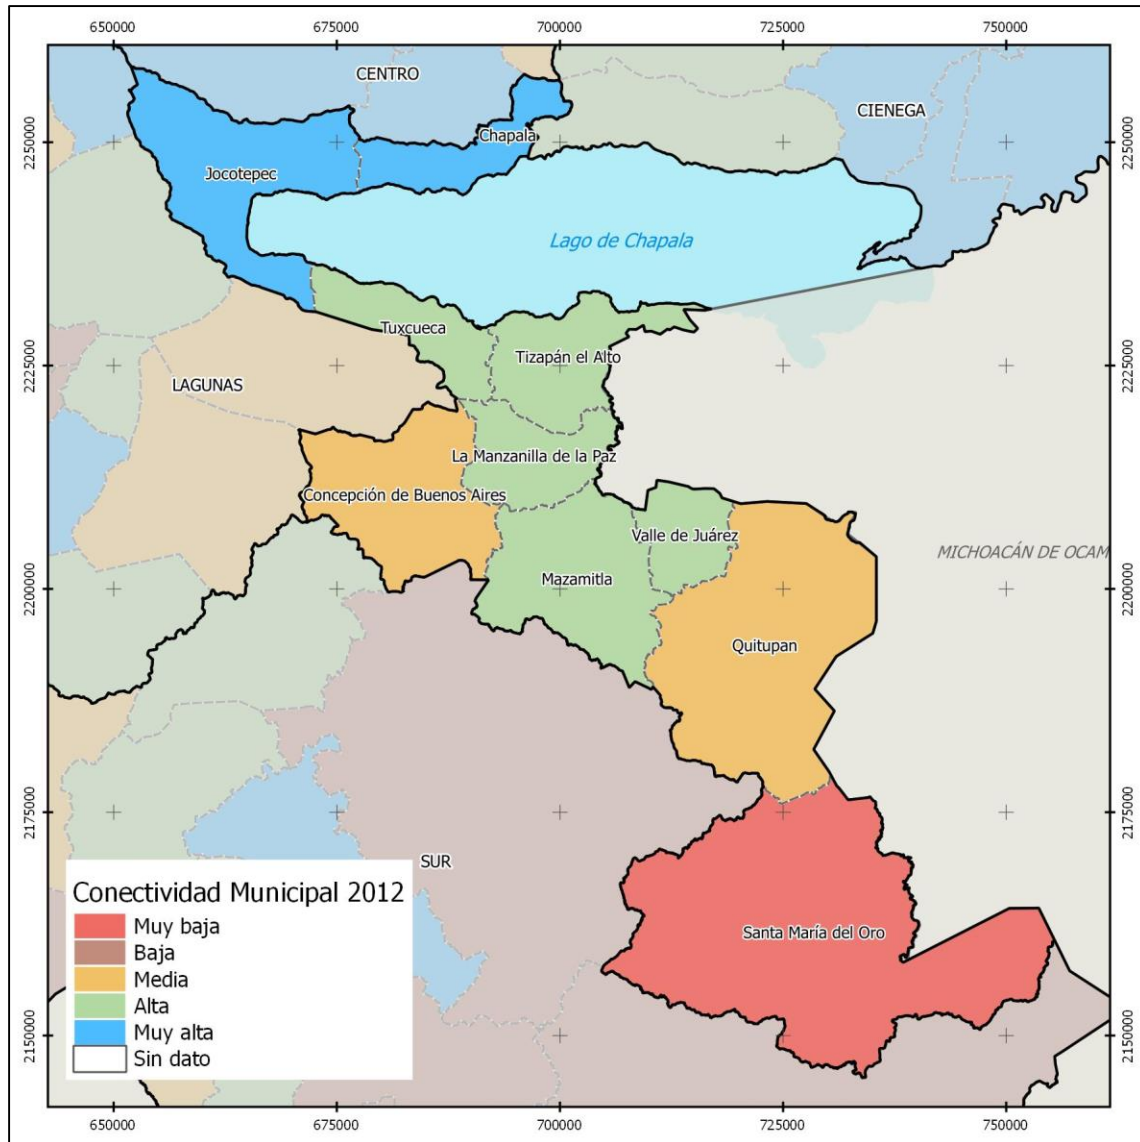 650000
675000
700000
725000
750000
CENTRO
CIENEGA
Chapala
2250000
2250000
Jocotepec
Lago de Chapala
Tuxcueca
Tizapán el Alto
2225000
2225000
LAGUNAS
La Manzanilla de la Paz
Concepción de Buenos Aires
Valle de Juárez
MICHOACÁN DE OCAM
Mazamitla
2200000
2200000
Quitupan
2175000
2175000
SUR
Santa María del Oro
Conectividad Municipal 2012
Muy baja
Baja
Media
Alta
Muy alta
Sin dato
2150000
2150000
650000
675000
700000
725000
750000